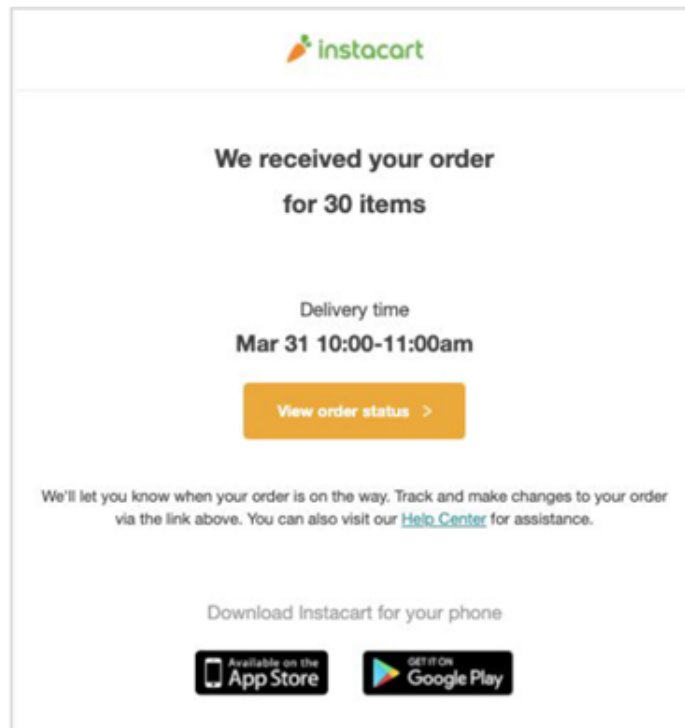 instacart
We received your order
for 30 items
Delivery time
Mar 31 10:00-11:00am
View order status >
We'll let you know when your order is on the way. Track and make changes to your order
via the link above. You can also visit our Help Center for assistance.
Download Instacart for your phone
Available on the
App Store
GET IT ON
Google Play